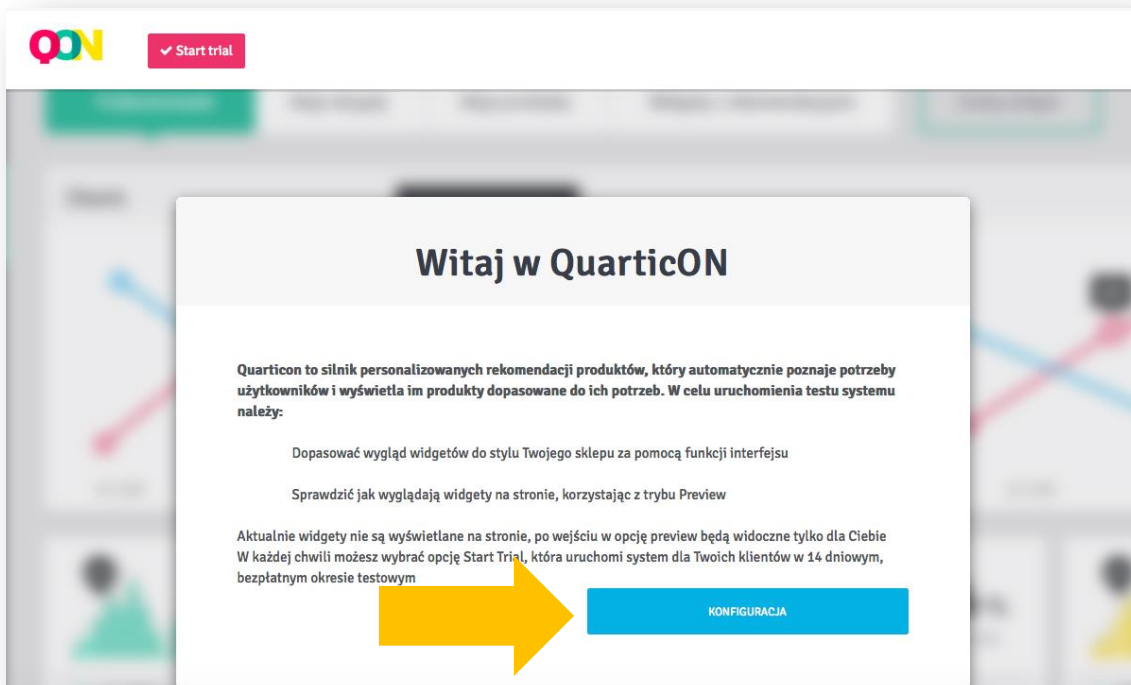 QON
Start trial
Witaj w QuarticON
Quarticon to silnik personalizowanych rekomendacji produktów, który automatycznie poznaje potrzeby
użytkowników i wyświetla im produkty dopasowane do ich potrzeb. W celu uruchomienia testu systemu
należy:
Dopasować wygląd widgetów do stylu Twojego sklepu za pomocą funkcji interfejsu
Sprawdzić jak wyglądają widgety na stronie, korzystając z trybu Preview
Aktualnie widgety nie są wyświetlane na stronie, po wejściu w opcję preview będą widoczne tylko dla Ciebie
W każdej chwili możesz wybrać opcję Start Trial, która uruchomi system dla Twoich klientów w 14 dniowym,
bezpłatnym okresie testowym
KONFIGURACJA